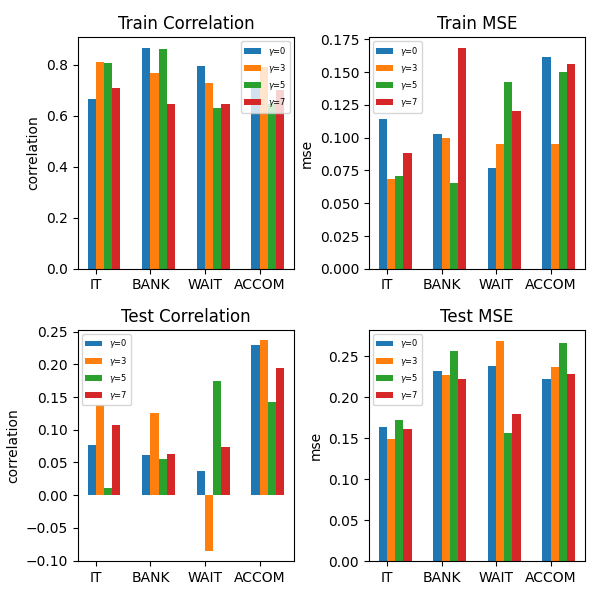 Train Correlation
correlation
0.8
0.6
0.4
0.2
0.0
γ=0
γ=3
γ=5
γ=7
IT BANK WAIT ACCOM
Train MSE
mse
0.175
0.150
0.125
0.100
0.075
0.050
0.025
0.000
γ=0
γ=3
γ=5
γ=7
IT BANK WAIT ACCOM
Test Correlation
correlation
0.25
0.20
0.15
0.10
0.05
0.00
−0.05
−0.10
γ=0
γ=3
γ=5
γ=7
IT BANK WAIT ACCOM
Test MSE
mse
0.25
0.20
0.15
0.10
0.05
0.00
γ=0
γ=3
γ=5
γ=7
IT BANK WAIT ACCOM